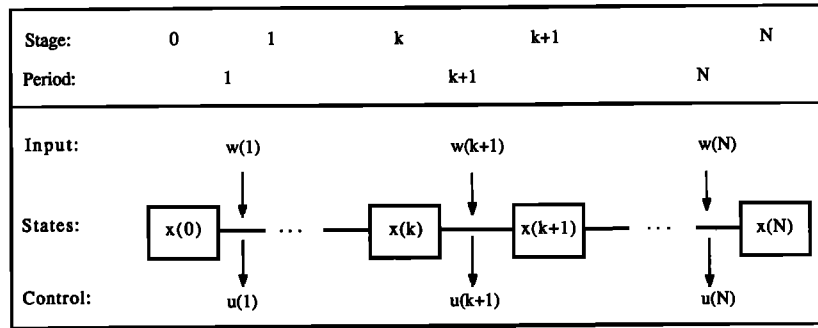 Stage: 0 1 k k+1 N
Period: 1 k+1 N
Input: w(1) w(k+1) w(N)
States: x(0) ... x(k) x(k+1) ... x(N)
Control: u(1) u(k+1) u(N)